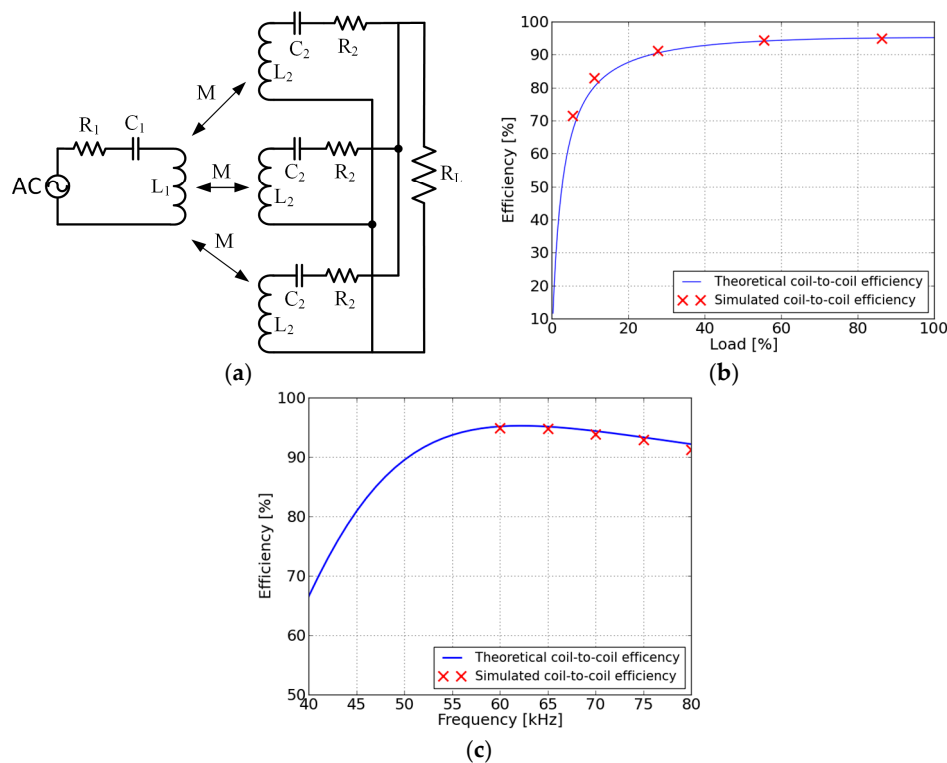 C₂ R₂
L₂
M
R₁ C₁
AC
L₁
M
C₂ R₂
L₂
R_L
M
C₂ R₂
L₂
(a)
100
90
80
70
60
50
40
30
20
10
Efficiency [%]
Theoretical coil-to-coil efficiency
Simulated coil-to-coil efficiency
0 20 40 60 80 100
Load [%]
(b)
100
90
80
70
60
50
Efficiency [%]
Theoretical coil-to-coil efficency
Simulated coil-to-coil efficiency
40 45 50 55 60 65 70 75 80
Frequency [kHz]
(c)